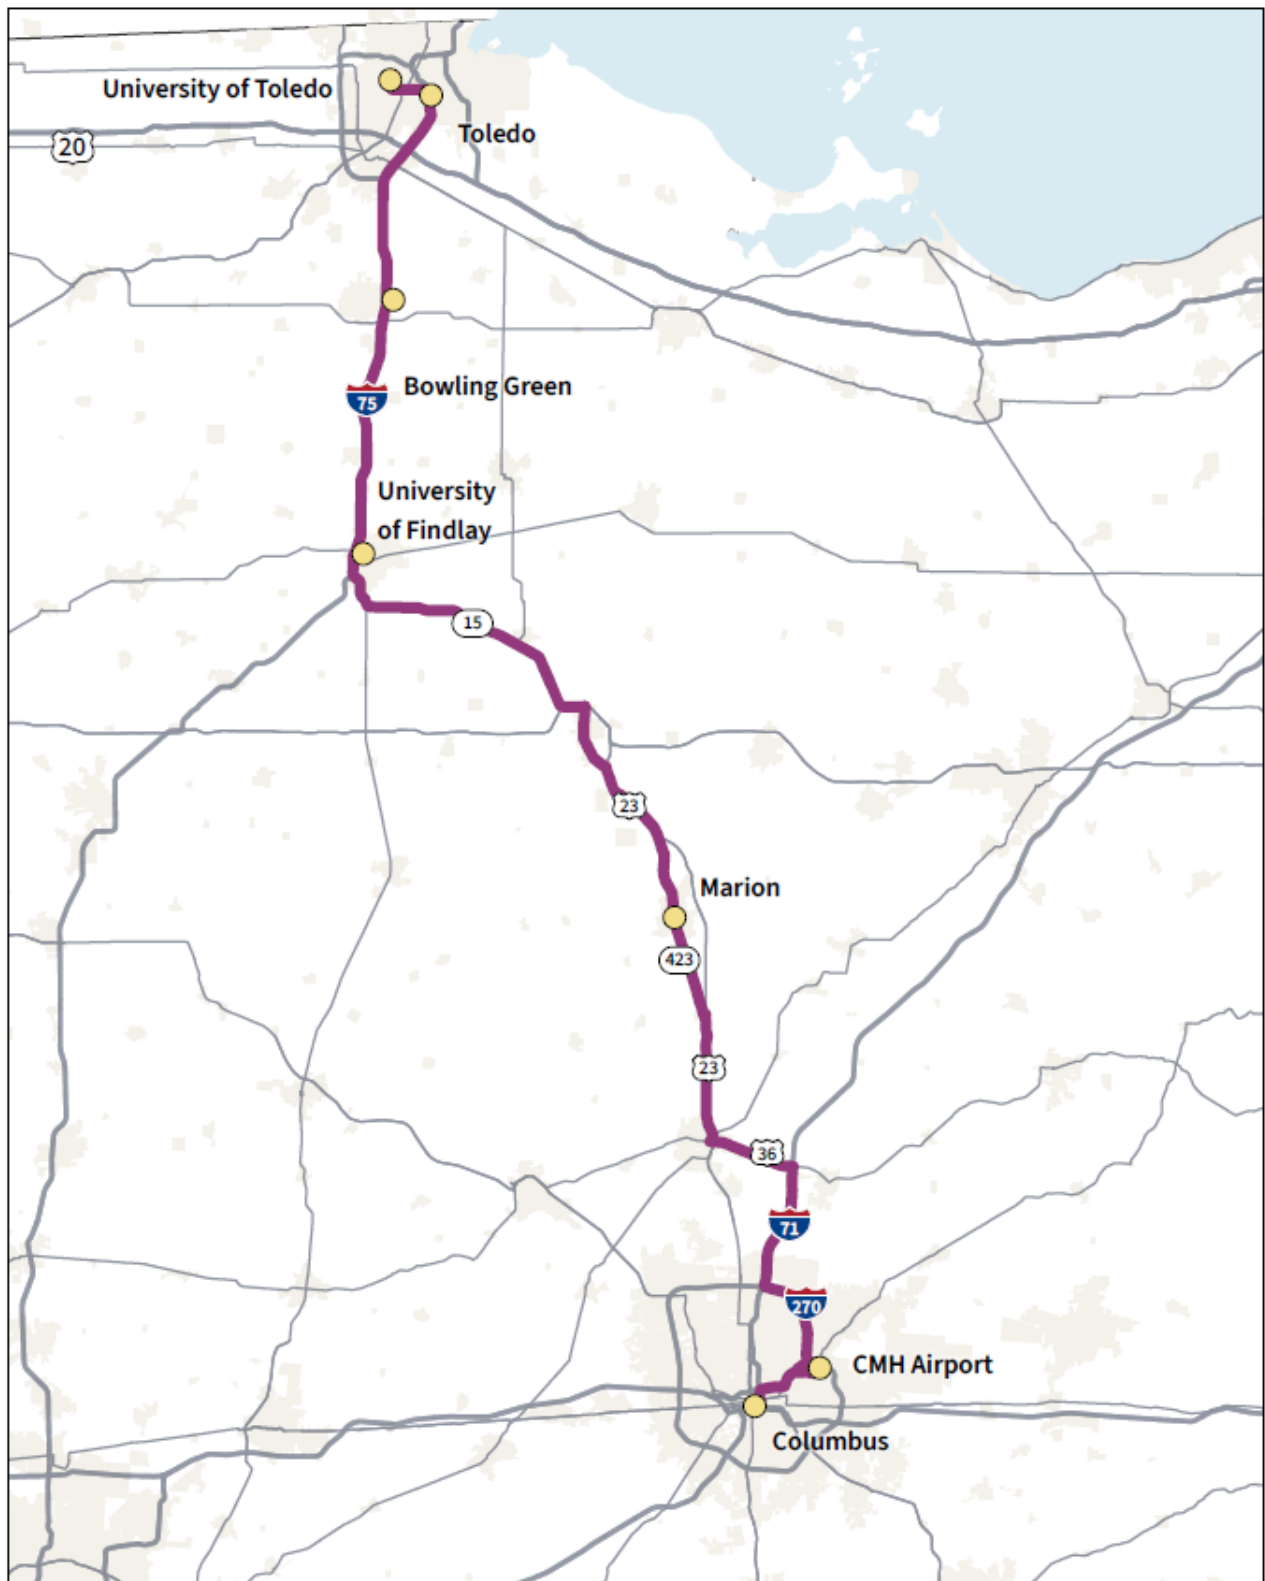 University of Toledo
Toledo
20
Bowling Green
75
University
of Findlay
15
23
Marion
423
23
36
71
270
CMH Airport
Columbus